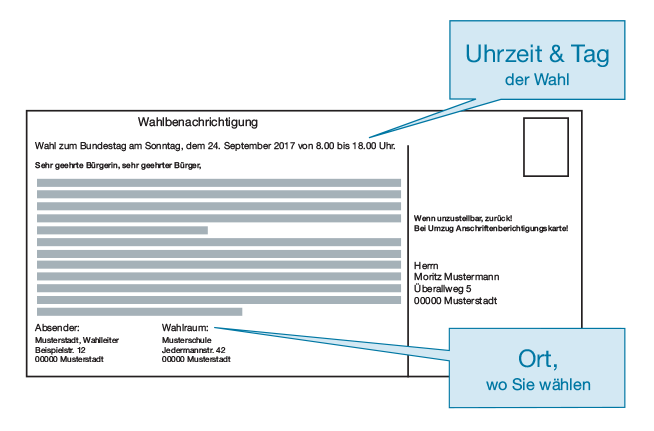 Uhrzeit & Tag
der Wahl
Wahlbenachrichtigung
Wahl zum Bundestag am Sonntag, dem 24. September 2017 von 8.00 bis 18.00 Uhr.
Sehr geehrte Bürgerin, sehr geehrter Bürger,
Wenn unzustellbar, zurück!
Bei Umzug Anschriftenberichtigungskarte!
Herrn
Moritz Mustermann
Überallweg 5
00000 Musterstadt
Absender:
Musterstadt, Wahlleiter
Beispielstr. 12
00000 Musterstadt
Wahlraum:
Musterschule
Jedermannstr. 42
00000 Musterstadt
Ort,
wo Sie wählen